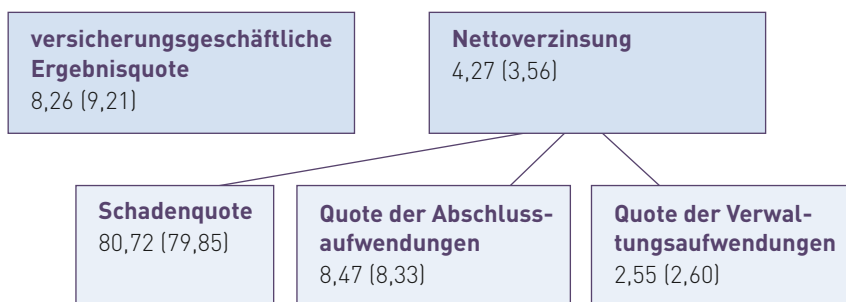 versicherungsgeschäftliche
Ergebnisquote
8,26 (9,21)
Nettoverzinsung
4,27 (3,56)
Schadenquote
80,72 (79,85)
Quote der Abschluss-
aufwendungen
8,47 (8,33)
Quote der Verwal-
tungsaufwendungen
2,55 (2,60)